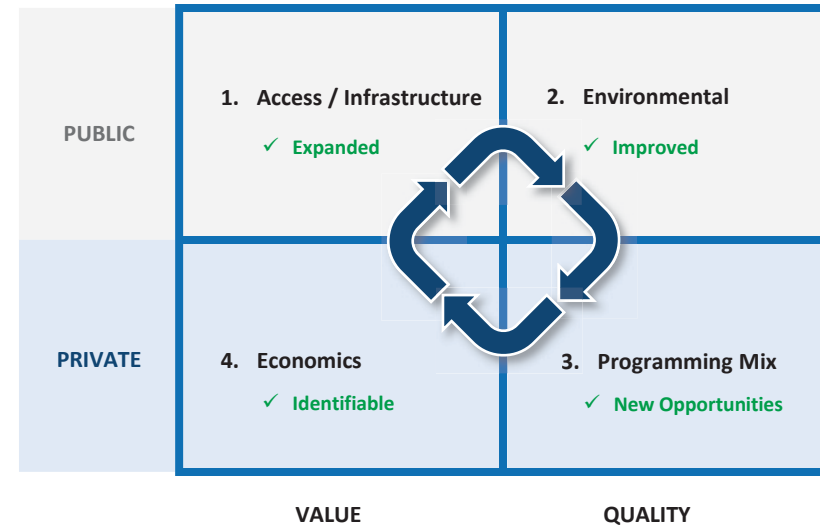 PUBLIC
1. Access / Infrastructure
✓ Expanded
2. Environmental
✓ Improved
PRIVATE
4. Economics
✓ Identifiable
3. Programming Mix
✓ New Opportunities
VALUE
QUALITY